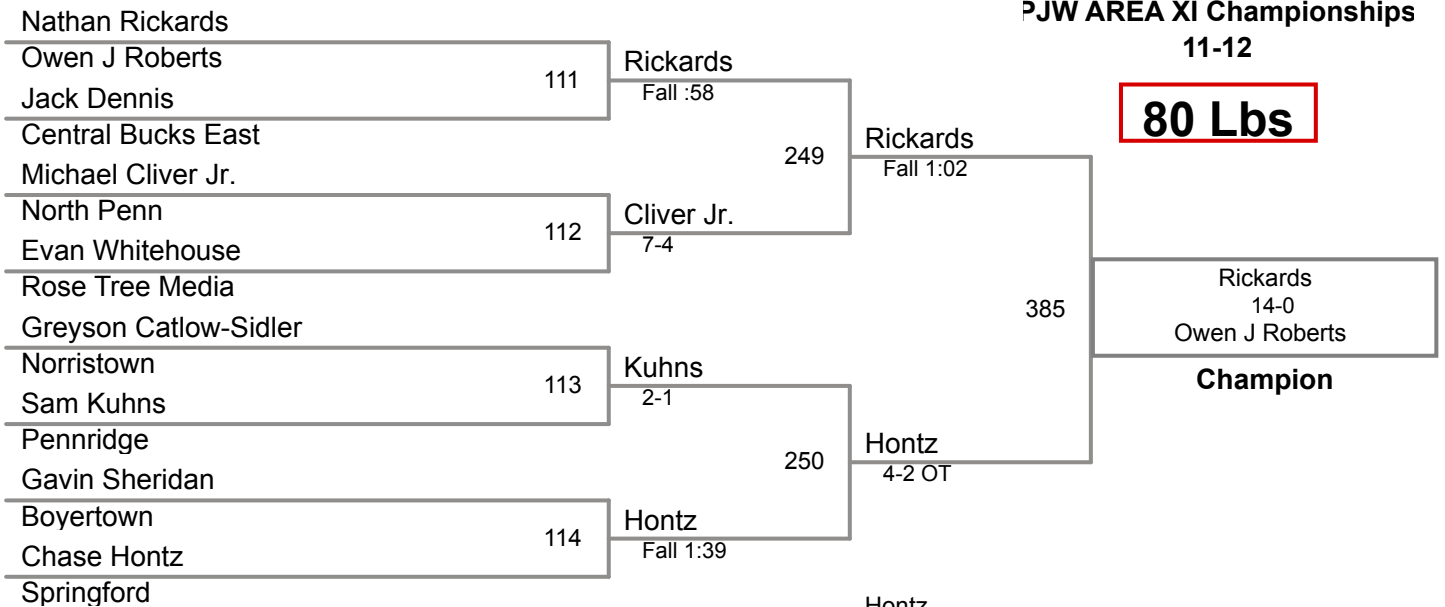 PJW AREA XI Championships
11-12
80 Lbs
Nathan Rickards
Owen J Roberts
111
Jack Dennis
Central Bucks East
Rickards
Fall :58
Michael Cliver Jr.
North Penn
112
Evan Whitehouse
Rose Tree Media
Cliver Jr.
7-4
249
Rickards
Fall 1:02
Greyson Catlow-Sidler
Norristown
113
Sam Kuhns
Pennridge
Kuhns
2-1
Gavin Sheridan
Boyertown
114
Chase Hontz
Springford
Hontz
Fall 1:39
250
Hontz
4-2 OT
385
Rickards
14-0
Owen J Roberts
Champion
Hontz